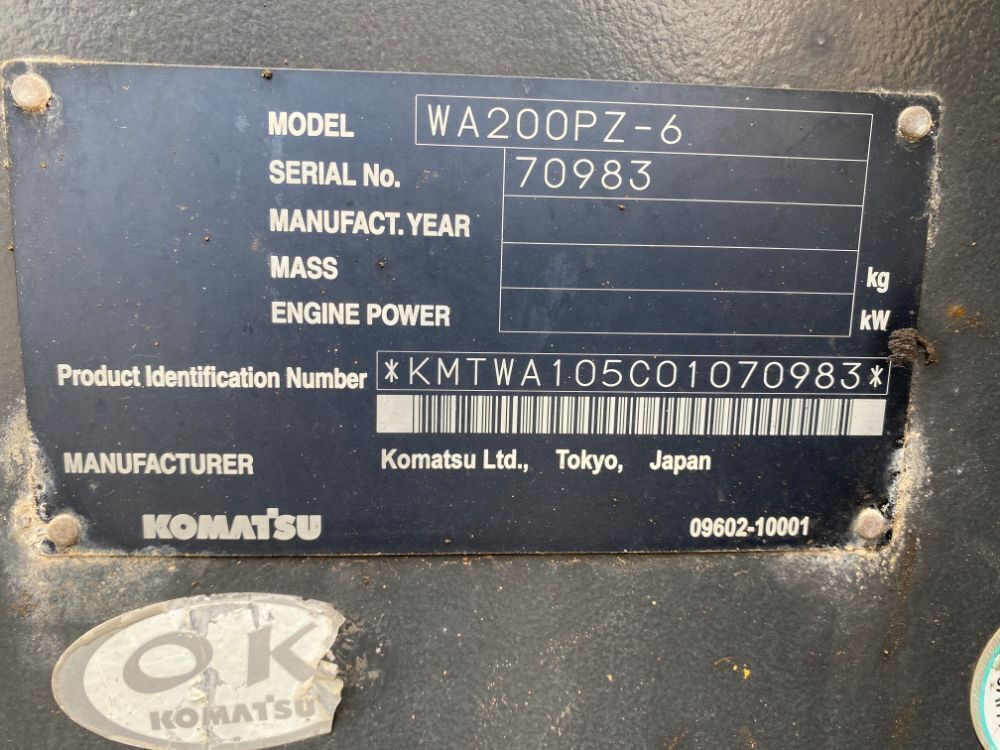 MODEL WA200PZ-6
SERIAL No. 70983
MANUFACT. YEAR
MASS kg
ENGINE POWER kW
Product Identification Number *KMTWA105C01070983*
MANUFACTURER Komatsu Ltd., Tokyo, Japan
KOMATSU 09602-10001
OK
KOMATSU